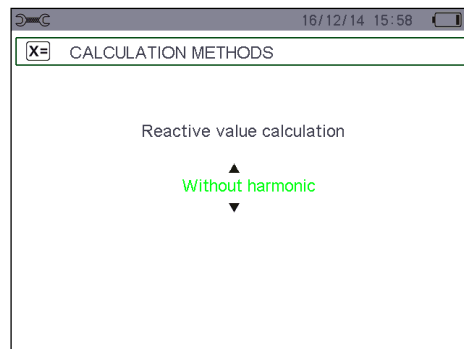 16/12/14 15:58
X= CALCULATION METHODS
Reactive value calculation
Without harmonic